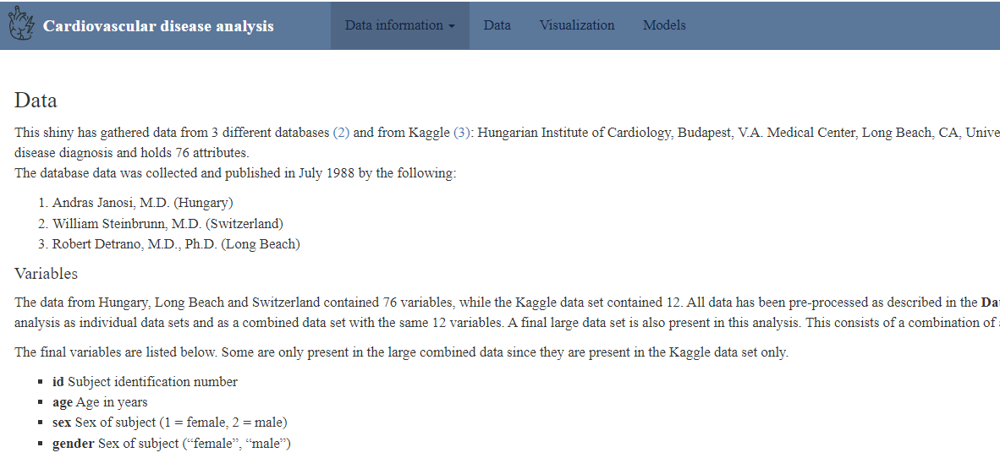 Cardiovascular disease analysis
Data information
Data
Visualization
Models
Data
This shiny has gathered data from 3 different databases (2) and from Kaggle (3): Hungarian Institute of Cardiology, Budapest, V.A. Medical Center, Long Beach, CA,
disease diagnosis and holds 76 attributes.
The database data was collected and published in July 1988 by the following:
1. Andras Janosi, M.D. (Hungary)
2. William Steinbrunn, M.D. (Switzerland)
3. Robert Detrano, M.D., Ph.D. (Long Beach)
Variables
The data from Hungary, Long Beach and Switzerland contained 76 variables, while the Kaggle data set contained 12. All data has been pre-processed as described in the
analysis as individual data sets and as a combined data set with the same 12 variables. A final large data set is also present in this analysis. This consists of a combination of
The final variables are listed below. Some are only present in the large combined data since they are present in the Kaggle data set only.
▪ id Subject identification number
▪ age Age in years
▪ sex Sex of subject (1 = female, 2 = male)
▪ gender Sex of subject (“female”, “male”)